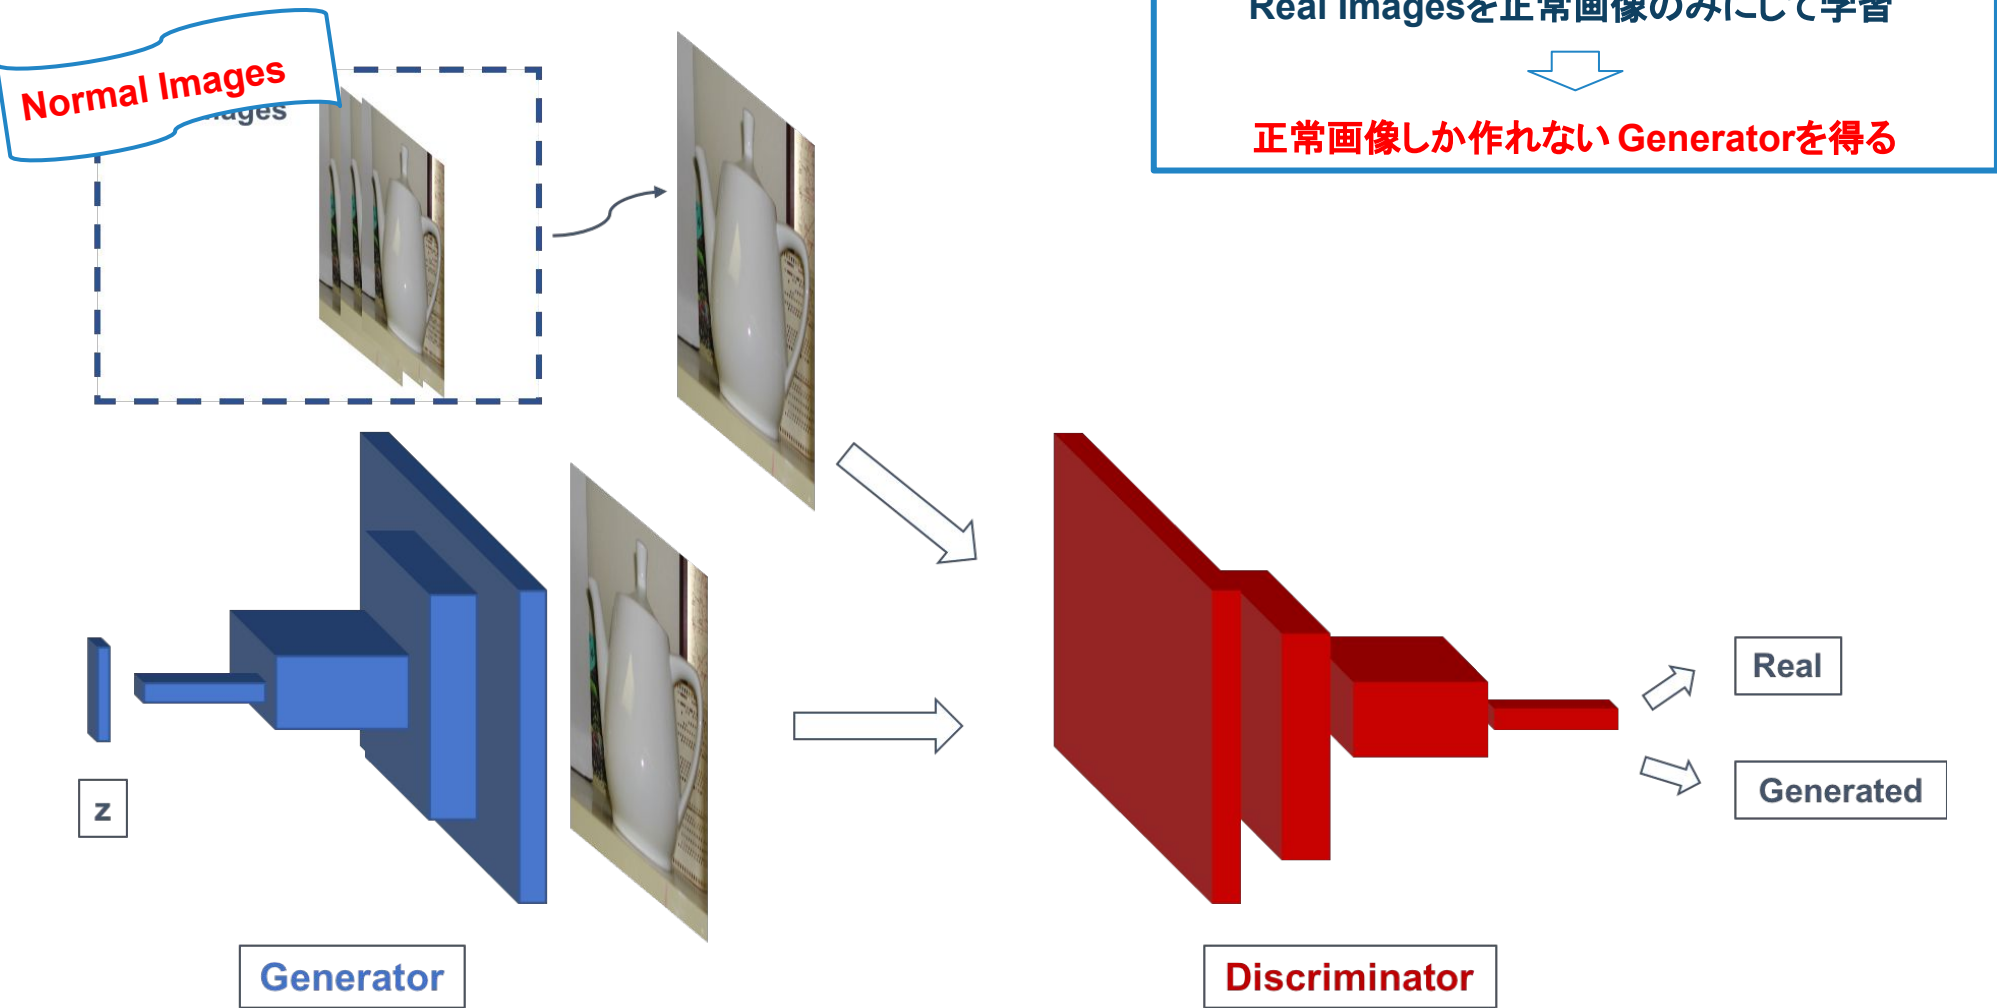 Real Imagesを正常画像のみにして学習
正常画像しか作れない Generatorを得る
Normal Images
z
Generator
Discriminator
Real
Generated